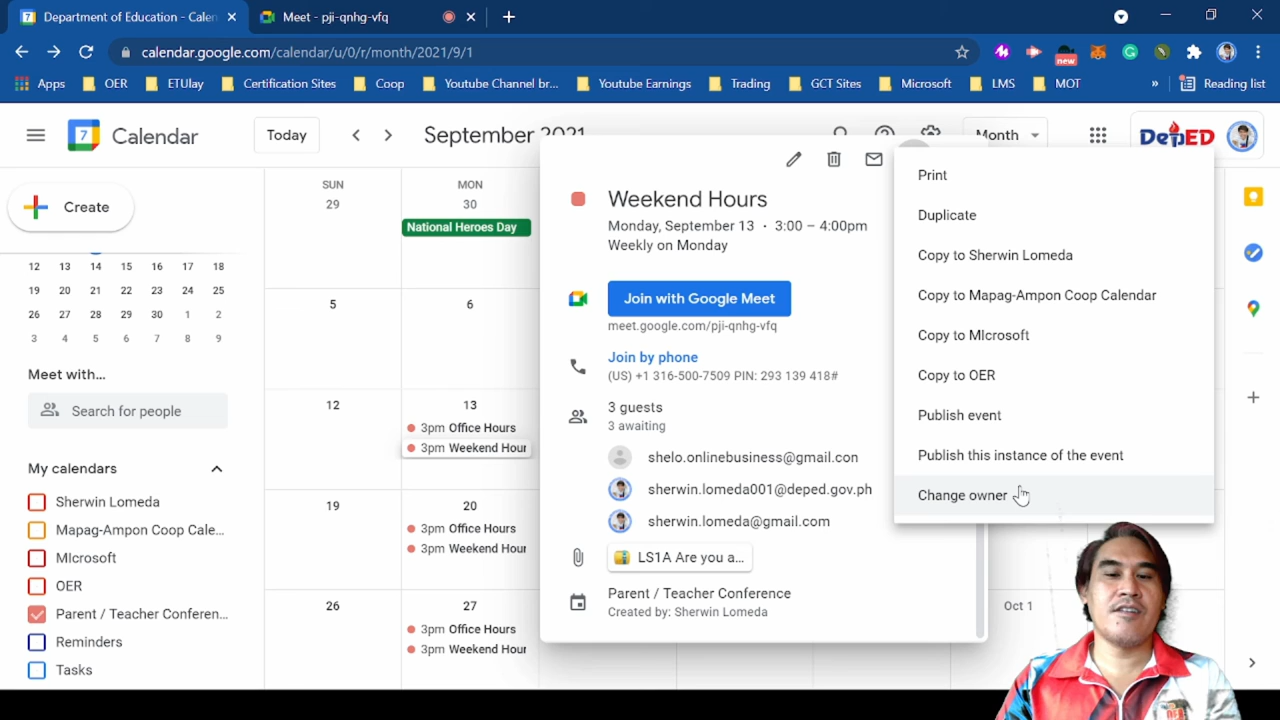 Department of Education - Calen
Meet - pji-qnhg-vfq
calendar.google.com/calendar/u/0/r/month/2021/9/1
new
Apps
OER
ETUlay
Certification Sites
Coop
Youtube Channel br...
Youtube Earnings
Trading
GCT Sites
Microsoft
LMS
MOT
»
Reading list
7
Calendar
Today
September 2021
Month
DepED
Create
12 13 14 15 16 17 18
19 20 21 22 23 24 25
26 27 28 29 30 1 2
3 4 5 6 7 8 9
Meet with...
Search for people
My calendars
Sherwin Lomeda
Mapag-Ampon Coop Cale...
MIcrosoft
OER
Parent / Teacher Conferen...
Reminders
Tasks
SUN
MON
29
30
National Heroes Day
5
6
12
13
3pm Office Hours
3pm Weekend Hour
19
20
3pm Office Hours
3pm Weekend Hour
26
27
3pm Office Hours
3pm Weekend Hour
Oct 1
Weekend Hours
Monday, September 13 · 3:00 – 4:00pm
Weekly on Monday
Join with Google Meet
meet.google.com/pji-qnhg-vfq
Join by phone
(US) +1 316-500-7509 PIN: 293 139 418#
3 guests
3 awaiting
shelo.onlinebusiness@gmail.con
sherwin.lomeda001@deped.gov.ph
sherwin.lomeda@gmail.com
LS1A Are you a...
Parent / Teacher Conference
Created by: Sherwin Lomeda
Print
Duplicate
Copy to Sherwin Lomeda
Copy to Mapag-Ampon Coop Calendar
Copy to MIcrosoft
Copy to OER
Publish event
Publish this instance of the event
Change owner